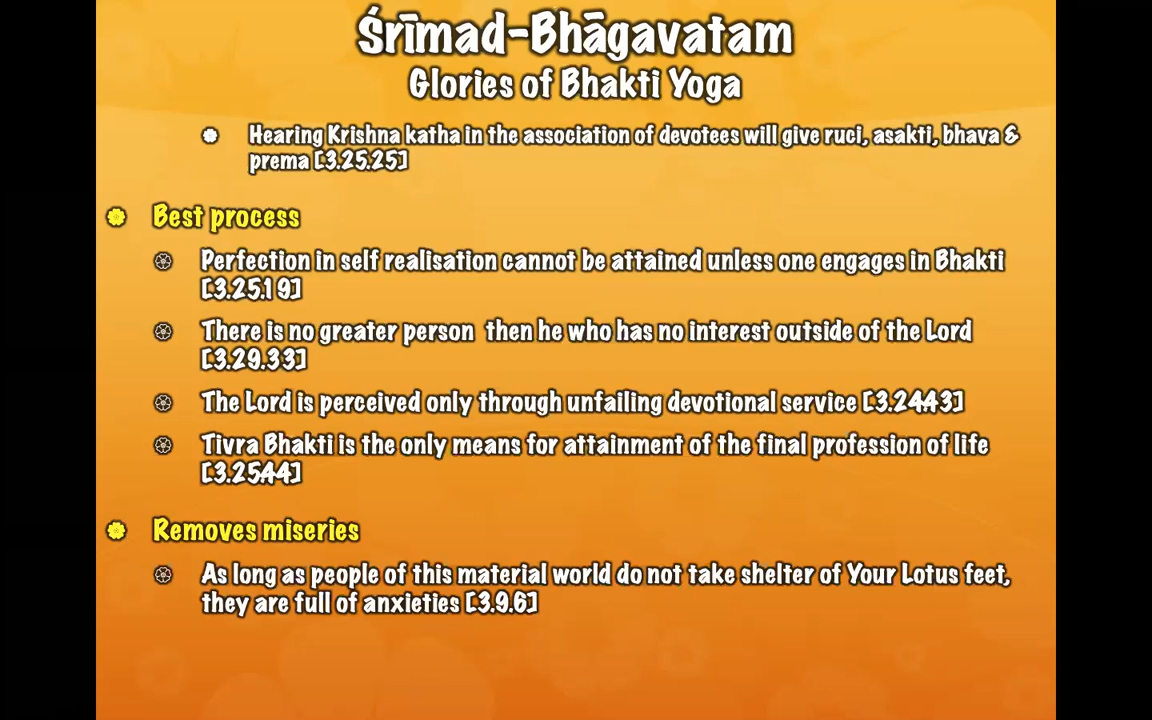 Śrīmad-Bhāgavatam
Glories of Bhakti Yoga
Hearing Krishna katha in the association of devotees will give ruci, asakti, bhava &
prema [3.25.25]
Best process
Perfection in self realisation cannot be attained unless one engages in Bhakti
[3.25.19]
There is no greater person then he who has no interest outside of the Lord
[3.29.33]
The Lord is perceived only through unfailing devotional service [3.24.43]
Tivra Bhakti is the only means for attainment of the final profession of life
[3.25.44]
Removes miseries
As long as people of this material world do not take shelter of Your Lotus feet,
they are full of anxieties [3.9.6]